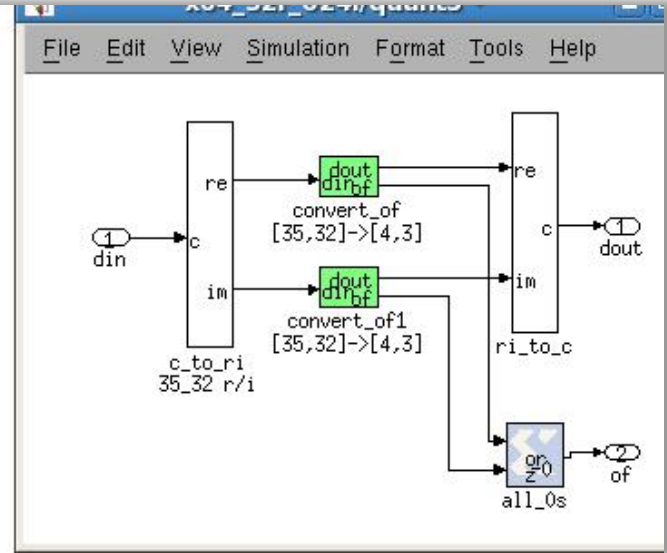 File Edit View Simulation Format Tools Help
re
dout
din
of
re
convert_of
[35,32]->[4,3]
1
din
c
c
1
dout
im
dout
din
of
im
convert_of1
[35,32]->[4,3]
ri_to_c
c_to_ri
35_32 r/i
or
z-0
2
of
all_0s